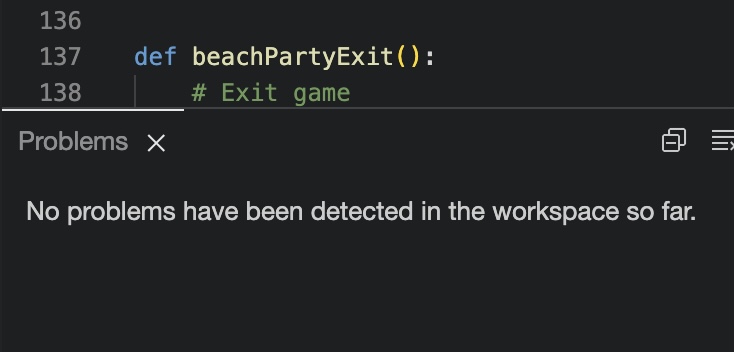 136
137 def beachPartyExit():
138 # Exit game
Problems
No problems have been detected in the workspace so far.